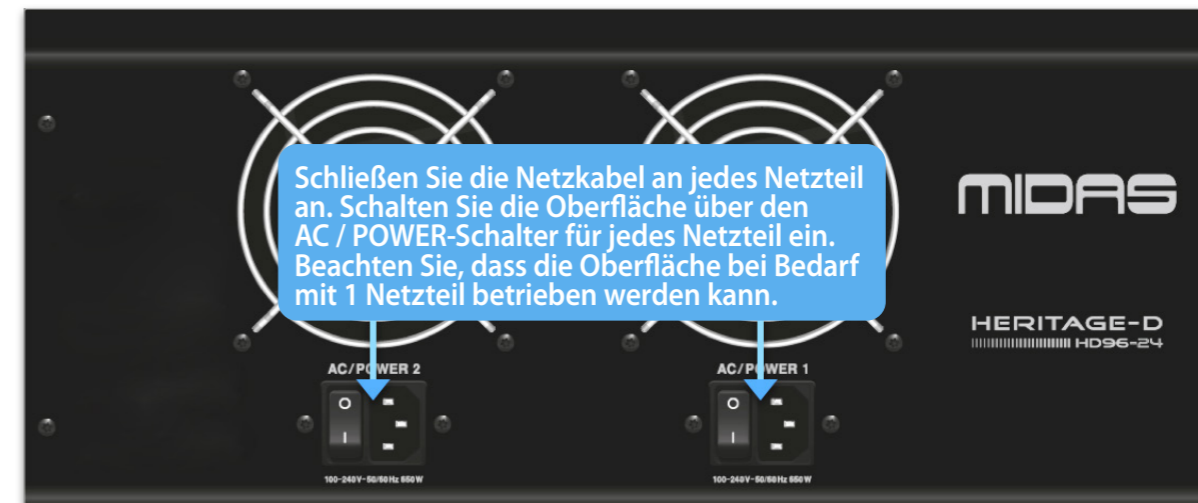 Schließen Sie die Netzkabel an jedes Netzteil
an. Schalten Sie die Oberfläche über den
AC / POWER-Schalter für jedes Netzteil ein.
Beachten Sie, dass die Oberfläche bei Bedarf
mit 1 Netzteil betrieben werden kann.
MIDAS
HERITAGE-D
HD96-24
AC/POWER 2
AC/POWER 1
O
I
O
I
100-240V~50/60Hz 650W
100-240V~50/60Hz 650W